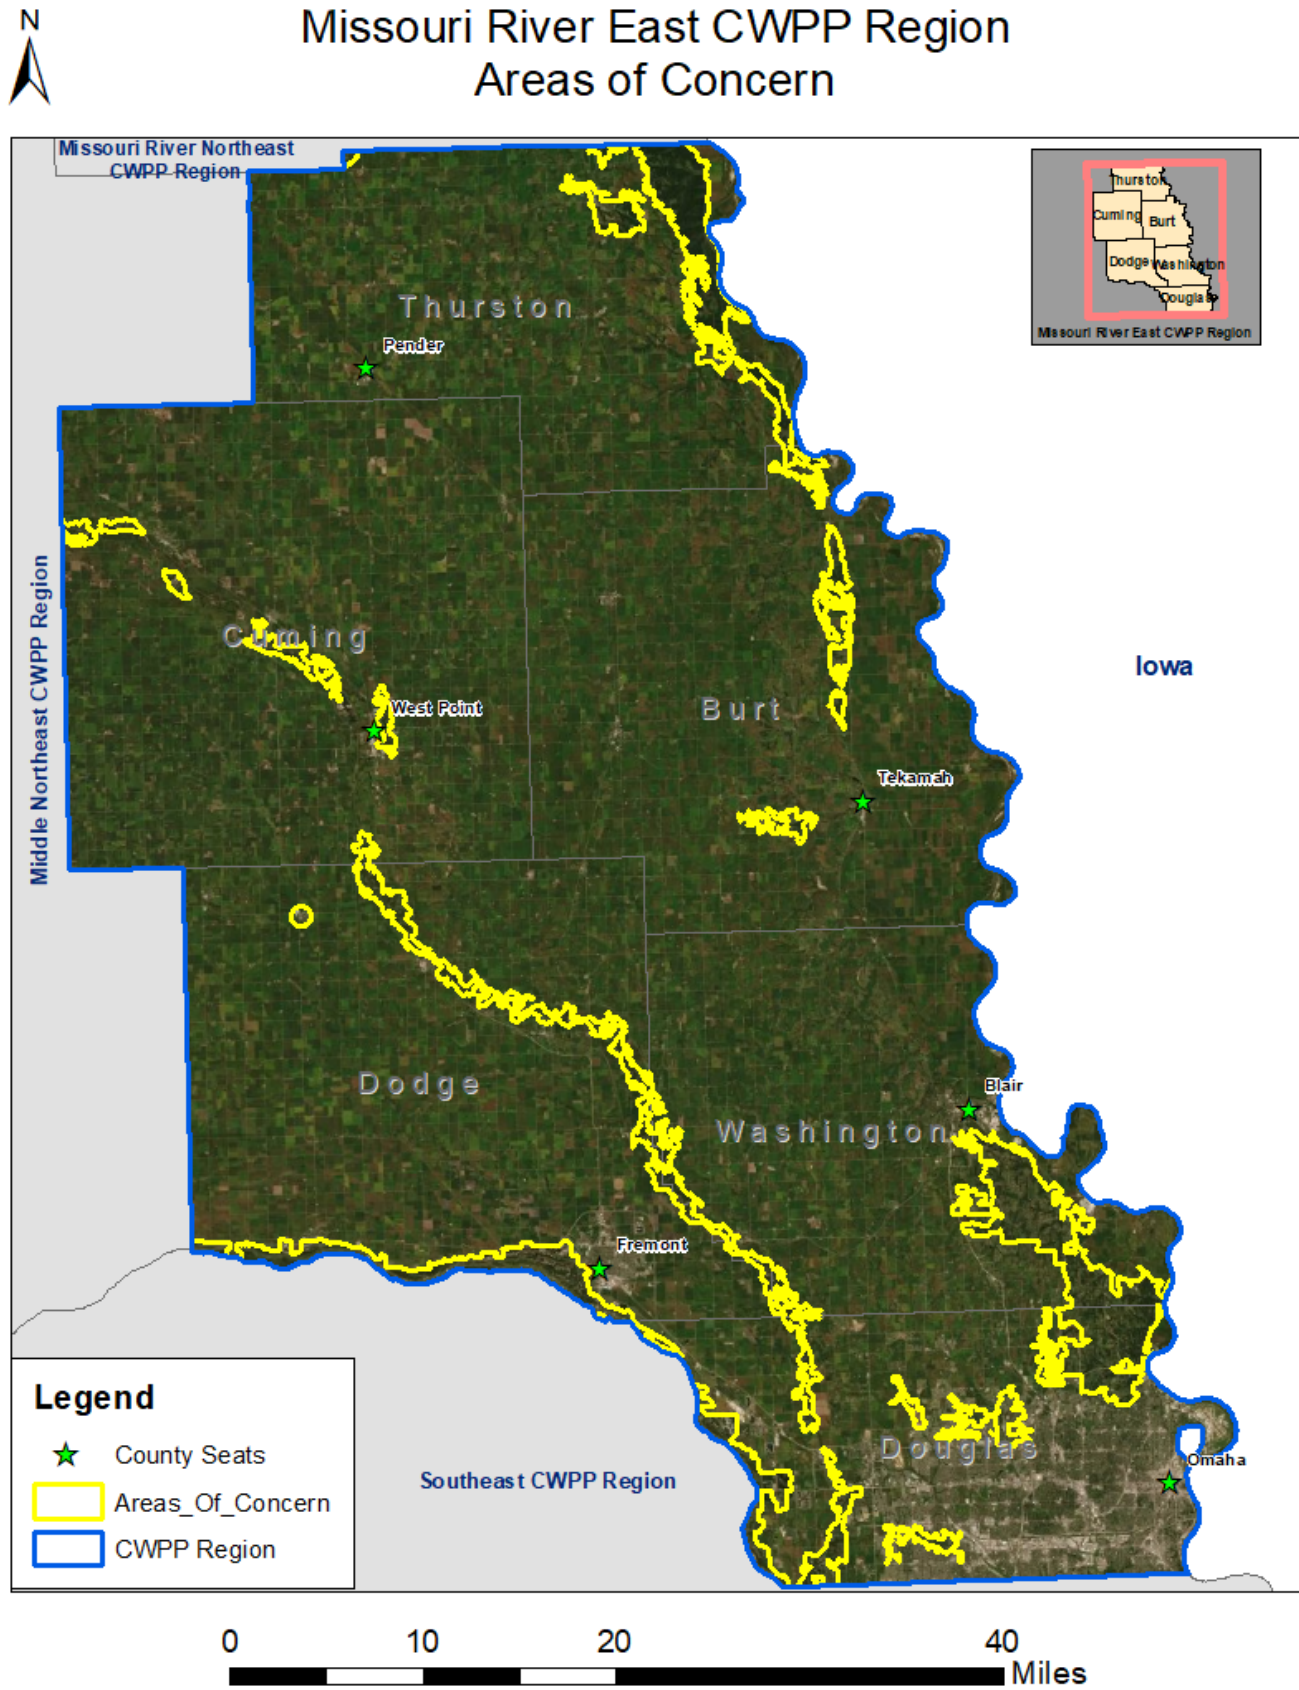 N
Missouri River East CWPP Region
Areas of Concern
Missouri River Northeast
CWPP Region
Thurston
Cuming
Burt
Dodge
Washington
Douglas
Missouri River East CWPP Region
Thurston
Pender
Middle Northeast CWPP Region
Cuming
West Point
Iowa
Burt
Tekamah
Dodge
Blair
Washington
Fremont
Douglas
Omaha
Southeast CWPP Region
Legend
County Seats
Areas_Of_Concern
CWPP Region
0 10 20 40
Miles